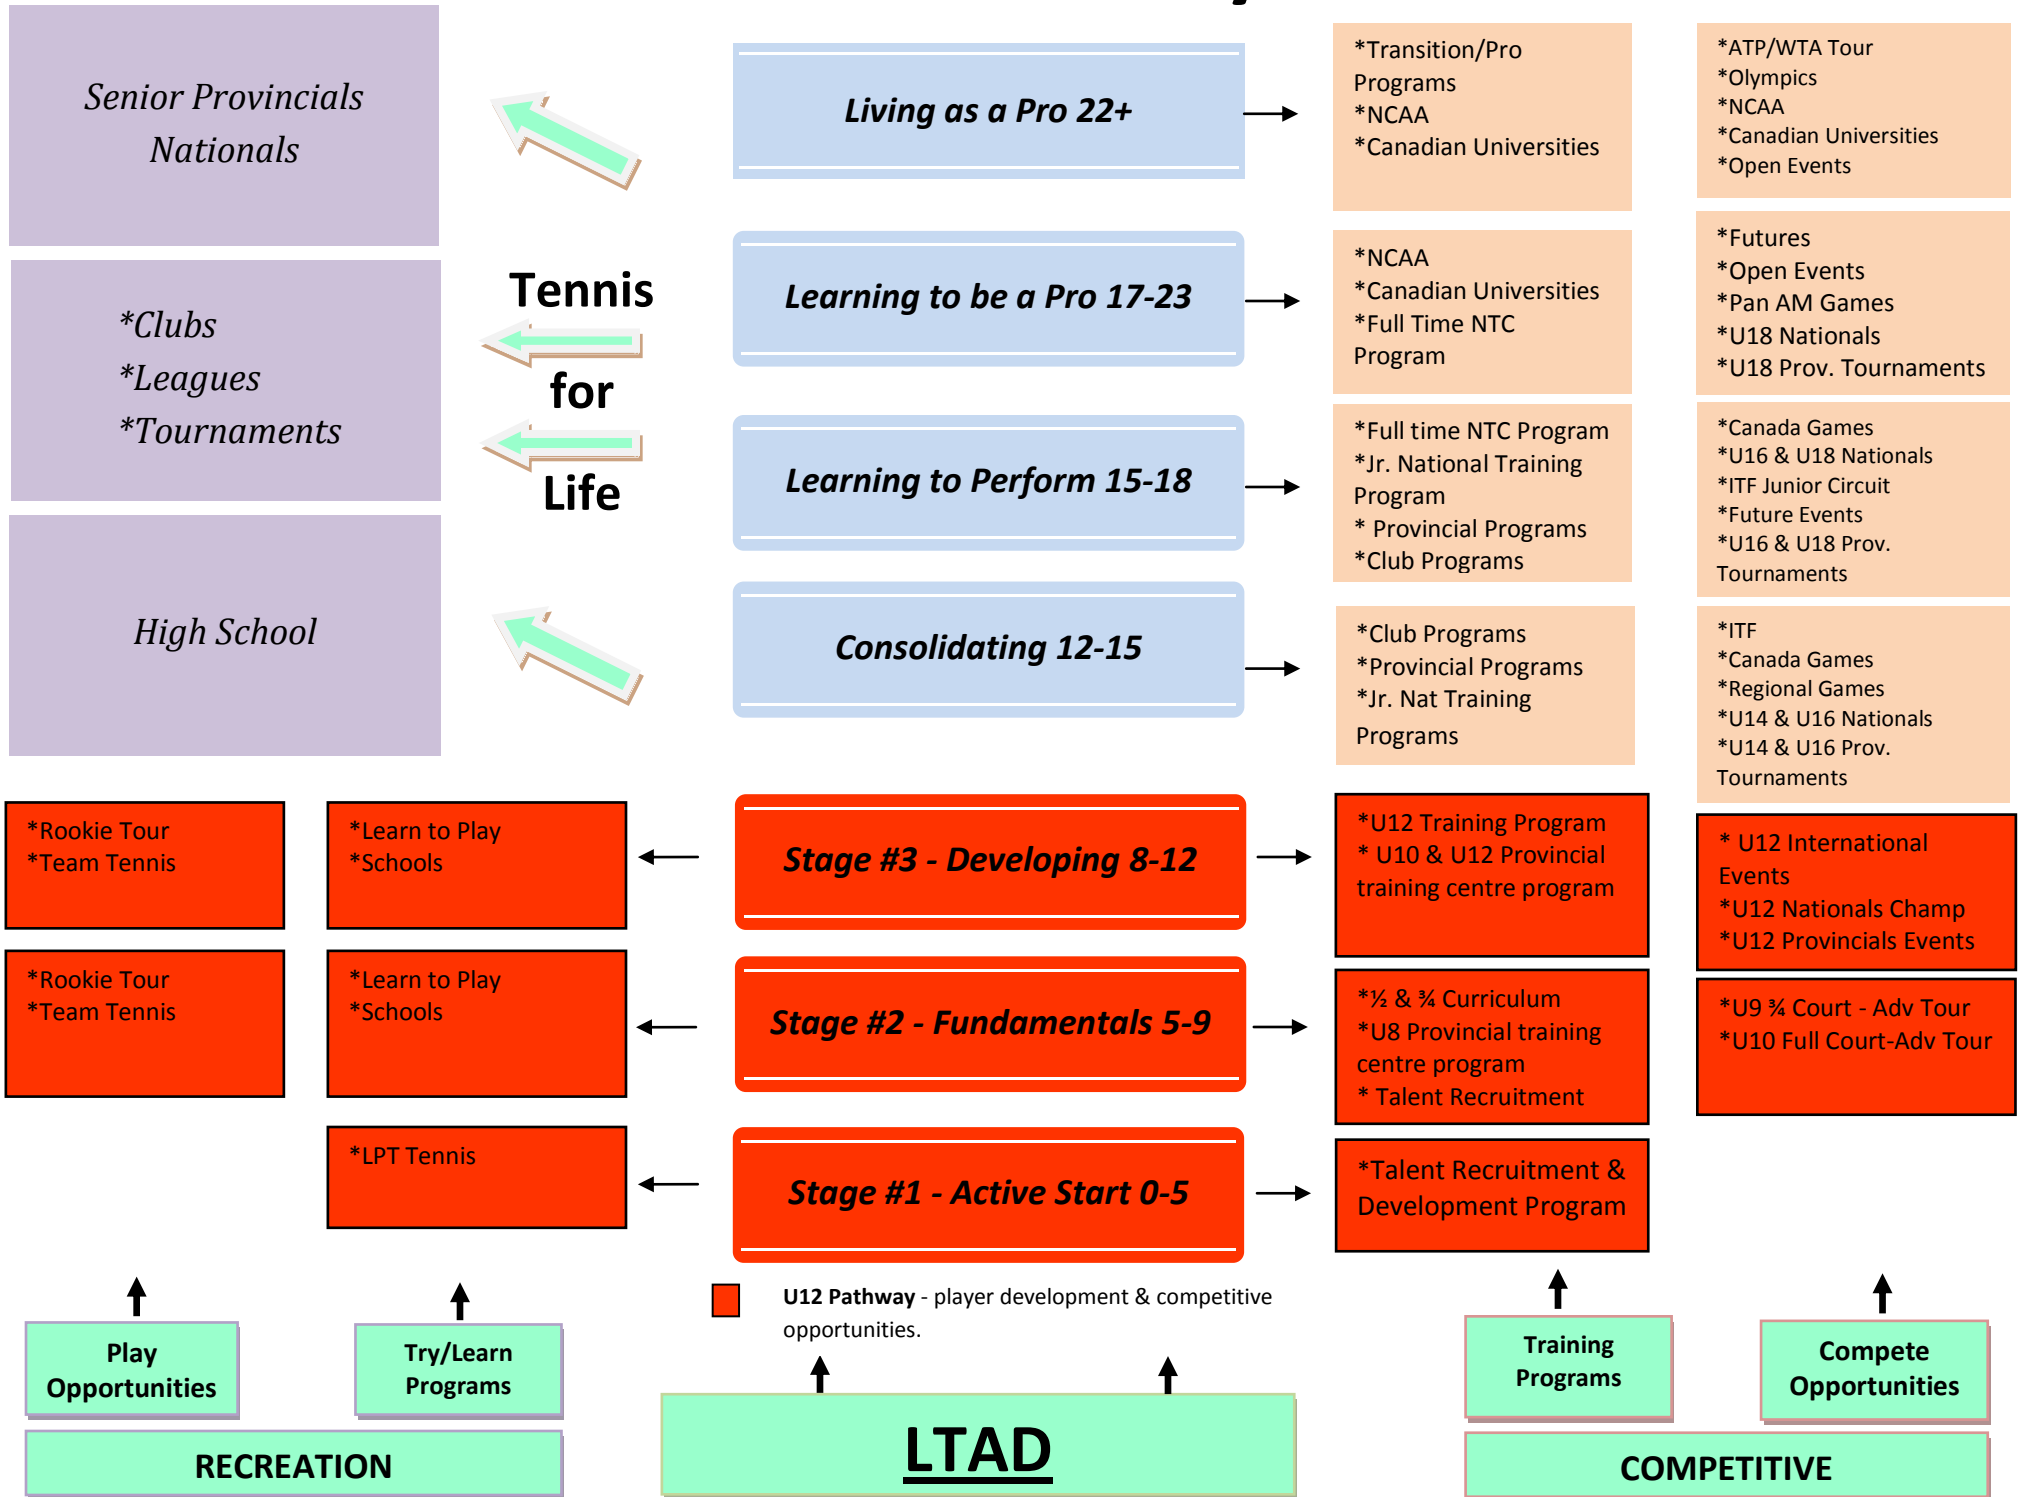 Senior Provincials
Nationals
Living as a Pro 22+
*Transition/Pro
Programs
*NCAA
*Canadian Universities
*ATP/WTA Tour
*Olympics
*NCAA
*Canadian Universities
*Open Events
*Clubs
*Leagues
*Tournaments
Tennis
for
Life
Learning to be a Pro 17-23
*NCAA
*Canadian Universities
*Full Time NTC
Program
*Futures
*Open Events
*Pan AM Games
*U18 Nationals
*U18 Prov. Tournaments
Learning to Perform 15-18
*Full time NTC Program
*Jr. National Training
Program
* Provincial Programs
*Club Programs
*Canada Games
*U16 & U18 Nationals
*ITF Junior Circuit
*Future Events
*U16 & U18 Prov.
Tournaments
High School
Consolidating 12-15
*Club Programs
*Provincial Programs
*Jr. Nat Training
Programs
*ITF
*Canada Games
*Regional Games
*U14 & U16 Nationals
*U14 & U16 Prov.
Tournaments
*Rookie Tour
*Team Tennis
*Learn to Play
*Schools
Stage #3 - Developing 8-12
*U12 Training Program
* U10 & U12 Provincial
training centre program
* U12 International
Events
*U12 Nationals Champ
*U12 Provincials Events
*Rookie Tour
*Team Tennis
*Learn to Play
*Schools
Stage #2 - Fundamentals 5-9
*½ & ¾ Curriculum
*U8 Provincial training
centre program
* Talent Recruitment
*U9 ¾ Court - Adv Tour
*U10 Full Court-Adv Tour
*LPT Tennis
Stage #1 - Active Start 0-5
*Talent Recruitment &
Development Program
U12 Pathway - player development & competitive
opportunities.
Play
Opportunities
Try/Learn
Programs
Training
Programs
Compete
Opportunities
RECREATION
LTAD
COMPETITIVE